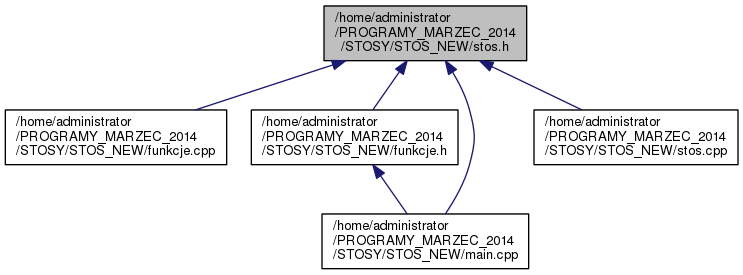 /home/administrator
/PROGRAMY_MARZEC_2014
/STOSY/STOS_NEW/stos.h
/home/administrator
/PROGRAMY_MARZEC_2014
/STOSY/STOS_NEW/funkcje.cpp
/home/administrator
/PROGRAMY_MARZEC_2014
/STOSY/STOS_NEW/funkcje.h
/home/administrator
/PROGRAMY_MARZEC_2014
/STOSY/STOS_NEW/stos.cpp
/home/administrator
/PROGRAMY_MARZEC_2014
/STOSY/STOS_NEW/main.cpp